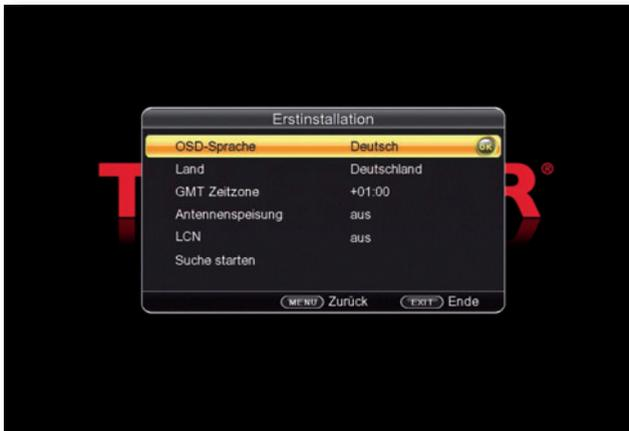 Erstinstallation
OSD-Sprache Deutsch OK
Land Deutschland
GMT Zeitzone +01:00
Antennenspeisung aus
LCN aus
Suche starten
MENU Zurück EXIT Ende
T R®